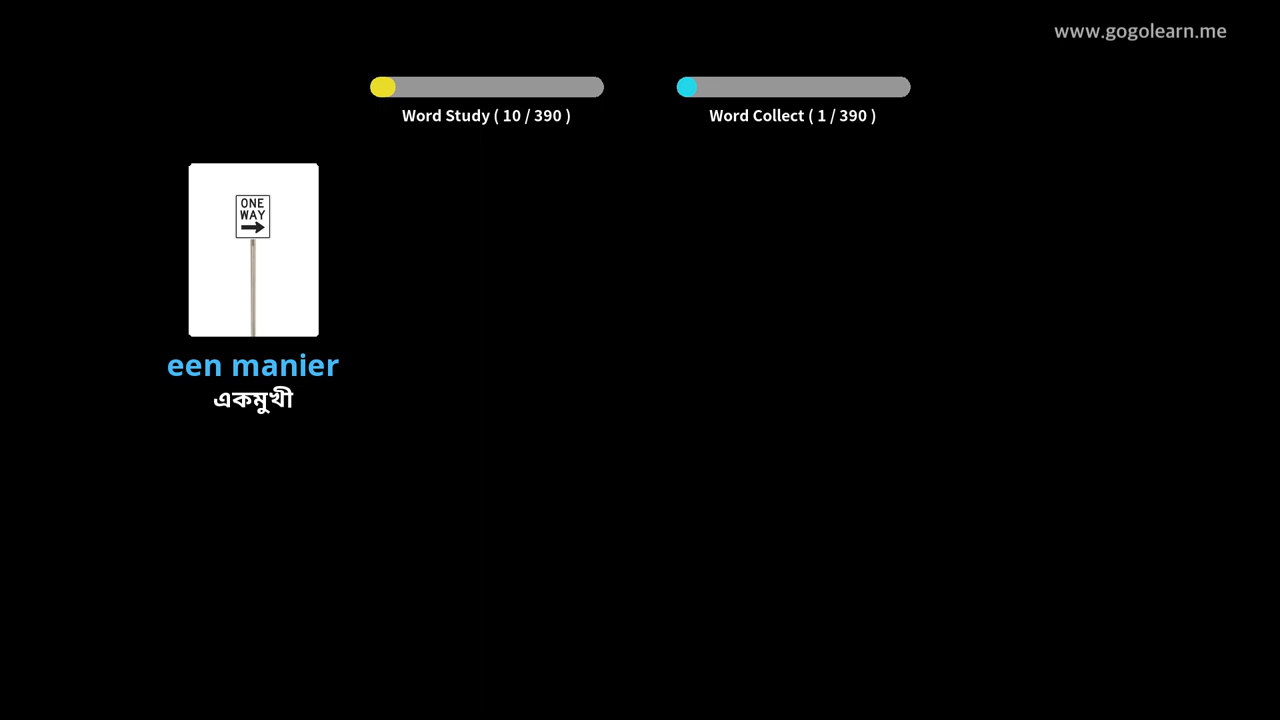 www.gogolearn.me
Word Study ( 10 / 390 )
Word Collect ( 1 / 390 )
ONE
WAY
een manier
একমুখী